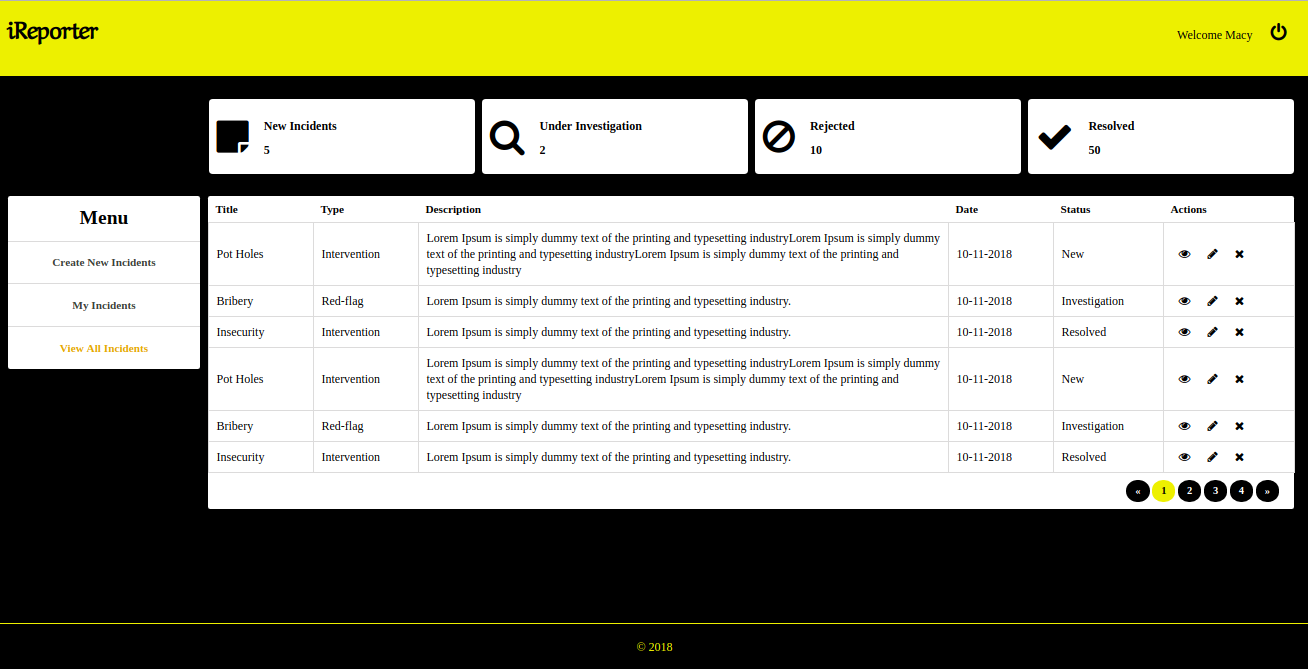 iReporter
Welcome Macy
New Incidents
5
Under Investigation
2
Rejected
10
Resolved
50
Menu
Create New Incidents
My Incidents
View All Incidents
Title Type Description Date Status Actions
Pot Holes Intervention Lorem Ipsum is simply dummy text of the printing and typesetting industryLorem Ipsum is simply dummy
text of the printing and typesetting industryLorem Ipsum is simply dummy text of the printing and
typesetting industry 10-11-2018 New
Bribery Red-flag Lorem Ipsum is simply dummy text of the printing and typesetting industry. 10-11-2018 Investigation
Insecurity Intervention Lorem Ipsum is simply dummy text of the printing and typesetting industry. 10-11-2018 Resolved
Pot Holes Intervention Lorem Ipsum is simply dummy text of the printing and typesetting industryLorem Ipsum is simply dummy
text of the printing and typesetting industryLorem Ipsum is simply dummy text of the printing and
typesetting industry 10-11-2018 New
Bribery Red-flag Lorem Ipsum is simply dummy text of the printing and typesetting industry. 10-11-2018 Investigation
Insecurity Intervention Lorem Ipsum is simply dummy text of the printing and typesetting industry. 10-11-2018 Resolved
« 1 2 3 4 »
© 2018